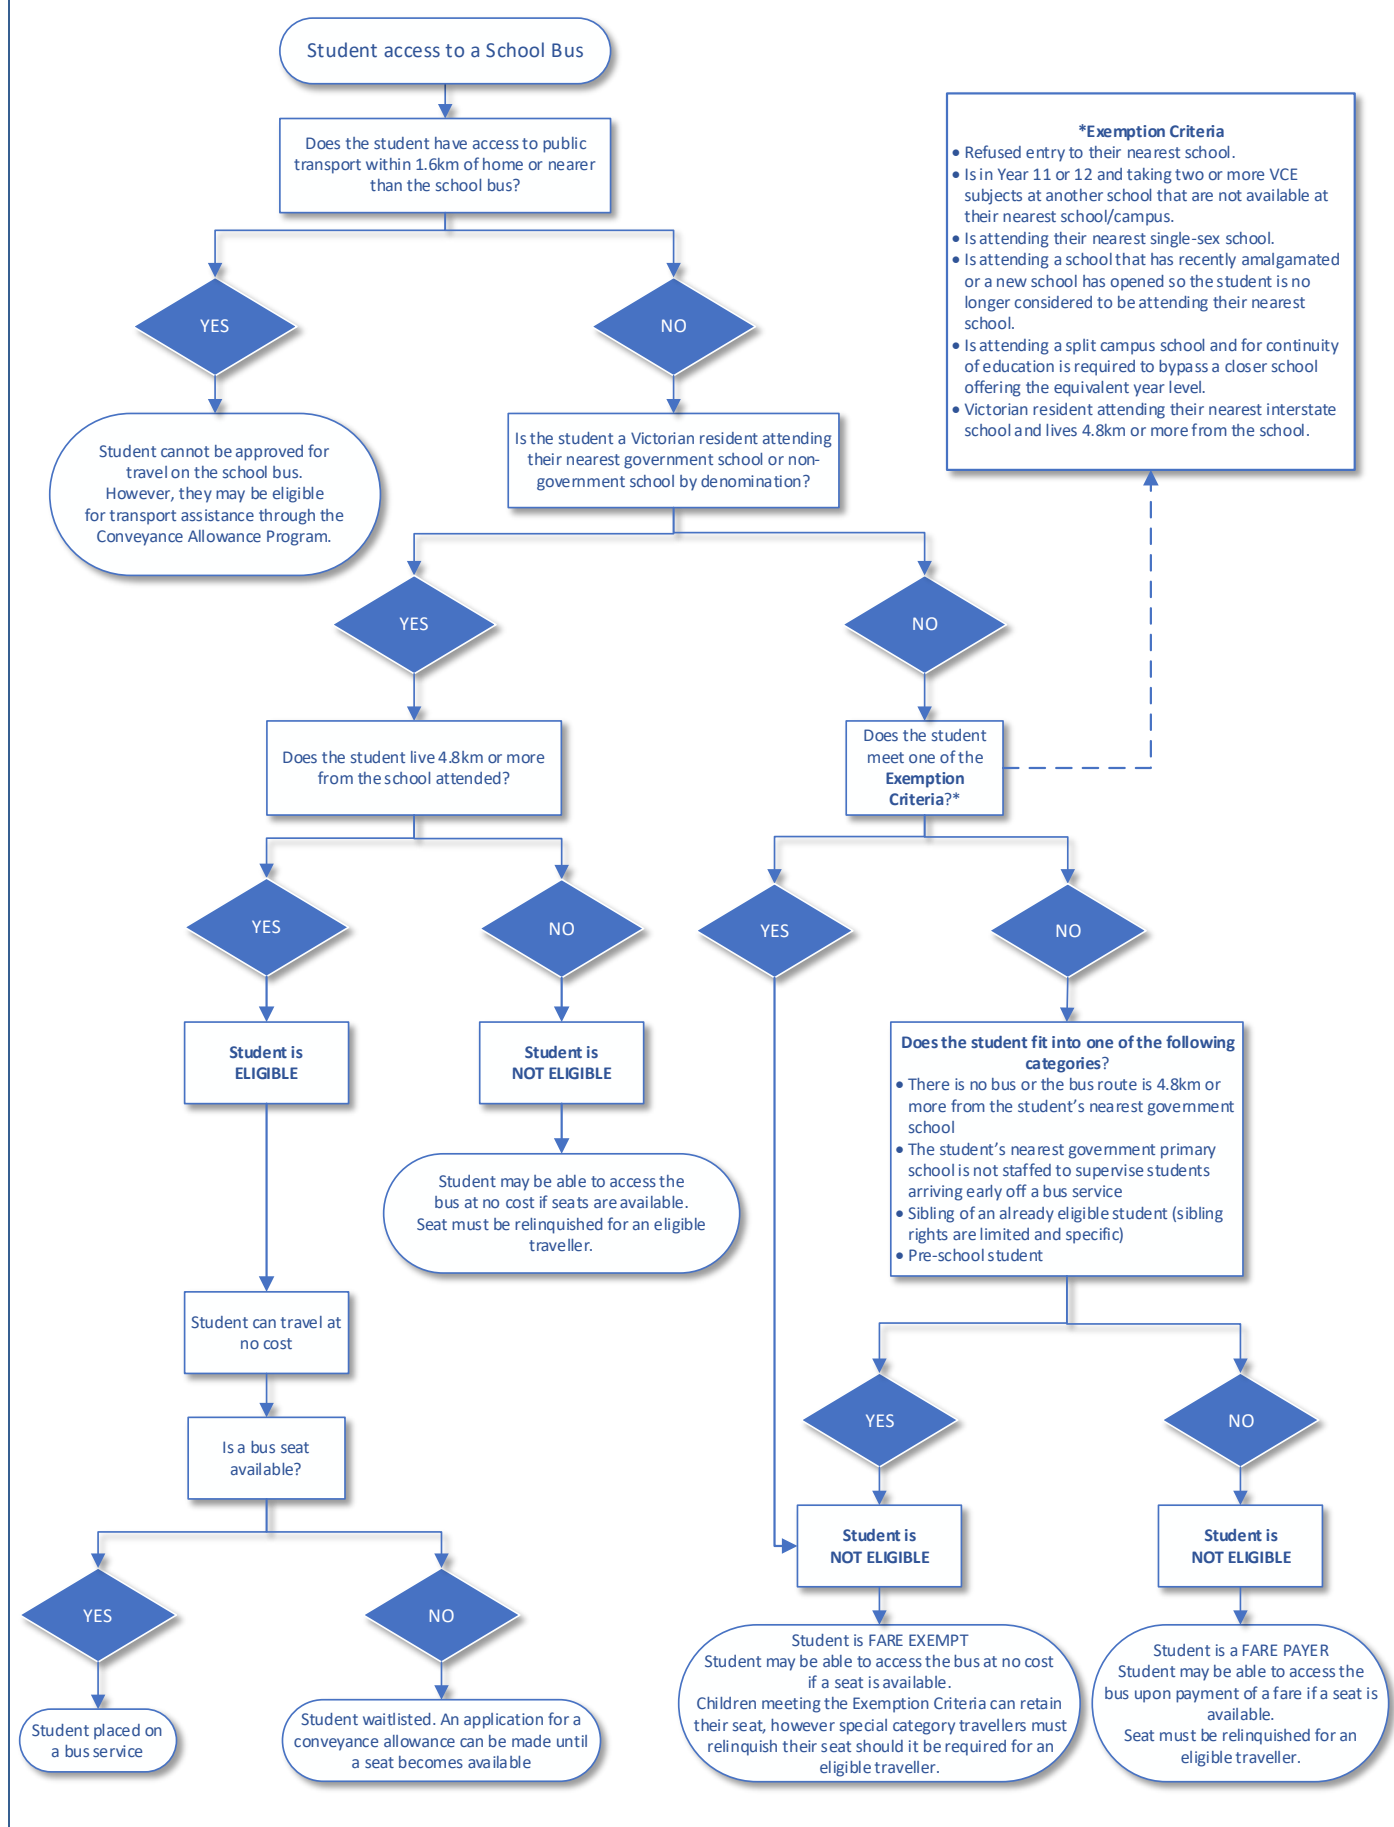 Student access to a School Bus
Does the student have access to public
transport within 1.6km of home or nearer
than the school bus?
*Exemption Criteria
• Refused entry to their nearest school.
• Is in Year 11 or 12 and taking two or more VCE
subjects at another school that are not available at
their nearest school/campus.
• Is attending their nearest single-sex school.
• Is attending a school that has recently amalgamated
or a new school has opened so the student is no
longer considered to be attending their nearest
school.
• Is attending a split campus school and for continuity
of education is required to bypass a closer school
offering the equivalent year level.
• Victorian resident attending their nearest interstate
school and lives 4.8km or more from the school.
YES
NO
Student cannot be approved for
travel on the school bus.
However, they may be eligible
for transport assistance through the
Conveyance Allowance Program.
Is the student a Victorian resident attending
their nearest government school or non-
government school by denomination?
YES
NO
Does the student live 4.8km or more
from the school attended?
Does the student
meet one of the
Exemption
Criteria?*
YES
NO
YES
NO
Student is
ELIGIBLE
Student is
NOT ELIGIBLE
Does the student fit into one of the following
categories?
• There is no bus or the bus route is 4.8km or
more from the student's nearest government
school
• The student's nearest government primary
school is not staffed to supervise students
arriving early off a bus service
• Sibling of an already eligible student (sibling
rights are limited and specific)
• Pre-school student
Student may be able to access the
bus at no cost if seats are available.
Seat must be relinquished for an eligible
traveller.
Student can travel at
no cost
Is a bus seat
available?
YES
NO
Student is
NOT ELIGIBLE
Student is
NOT ELIGIBLE
YES
NO
Student placed on
a bus service
Student waitlisted. An application for a
conveyance allowance can be made until
a seat becomes available
Student is FARE EXEMPT
Student may be able to access the bus at no cost
if a seat is available.
Children meeting the Exemption Criteria can retain
their seat, however special category travellers must
relinquish their seat should it be required for an
eligible traveller.
Student is a FARE PAYER
Student may be able to access the
bus upon payment of a fare if a seat is
available.
Seat must be relinquished for an
eligible traveller.